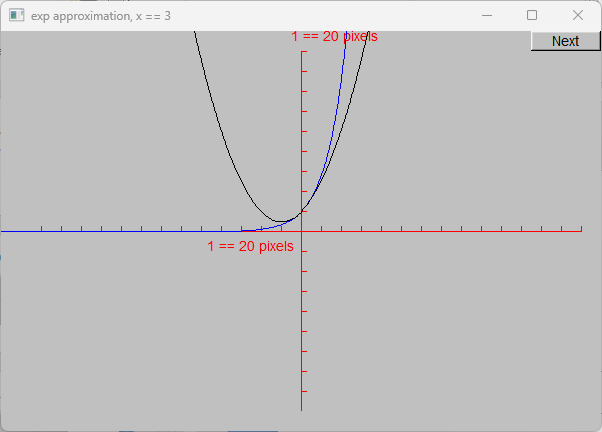 exp approximation, x == 3
1 == 20 pixels
Next
1 == 20 pixels